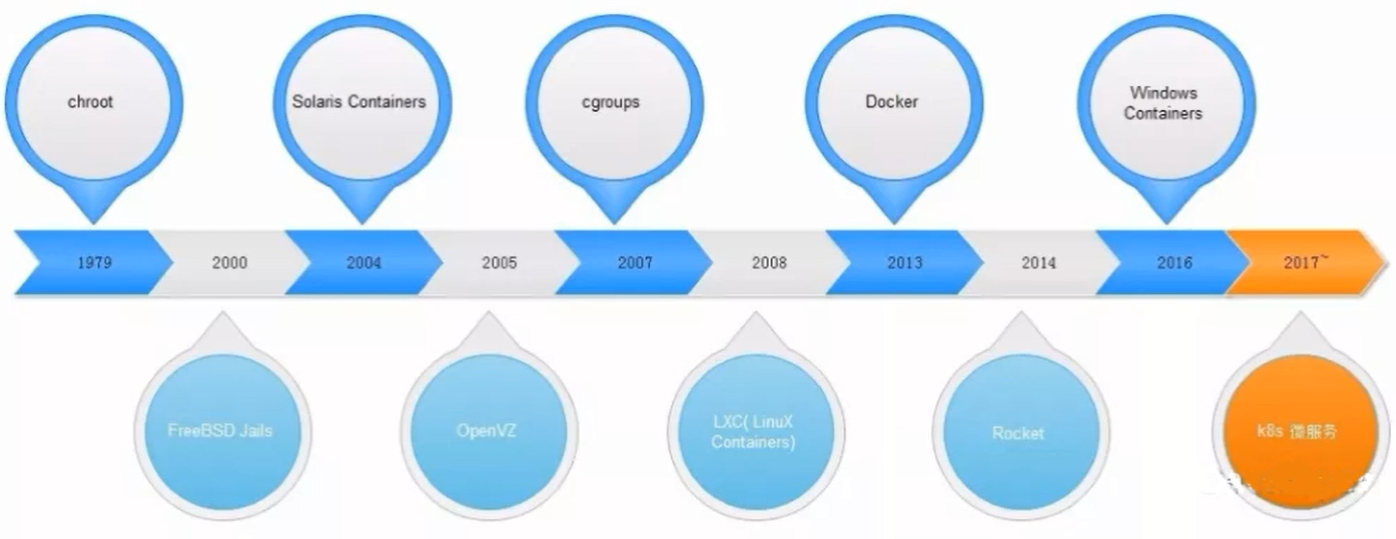 chroot
Solaris Containers
cgroups
Docker
Windows
Containers
1979
2000
2004
2005
2007
2008
2013
2014
2016
2017~
FreeBSD Jails
OpenVZ
LXC( LinuX
Containers)
Rocket
k8s 微服务